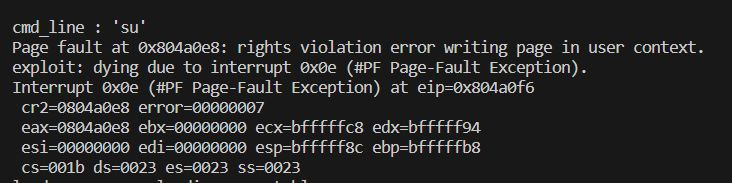 cmd_line : 'su'
Page fault at 0x804a0e8: rights violation error writing page in user context.
exploit: dying due to interrupt 0x0e (#PF Page-Fault Exception).
Interrupt 0x0e (#PF Page-Fault Exception) at eip=0x804a0f6
cr2=0804a0e8 error=00000007
eax=0804a0e8 ebx=00000000 ecx=bfffffc8 edx=bfffff94
esi=00000000 edi=00000000 esp=bfffff8c ebp=bfffffb8
cs=001b ds=0023 es=0023 ss=0023